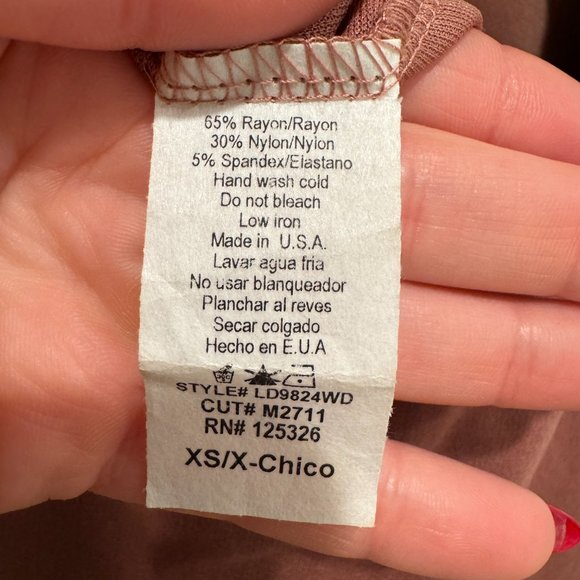 65% Rayon/Rayon
30% Nylon/Nylon
5% Spandex/Elastano
Hand wash cold
Do not bleach
Low iron
Made in U.S.A.
Lavar agua fria
No usar blanqueador
Planchar al reves
Secar colgado
Hecho en E.U.A
STYLE# LD9824WD
CUT# M2711
RN# 125326
XS/X-Chico